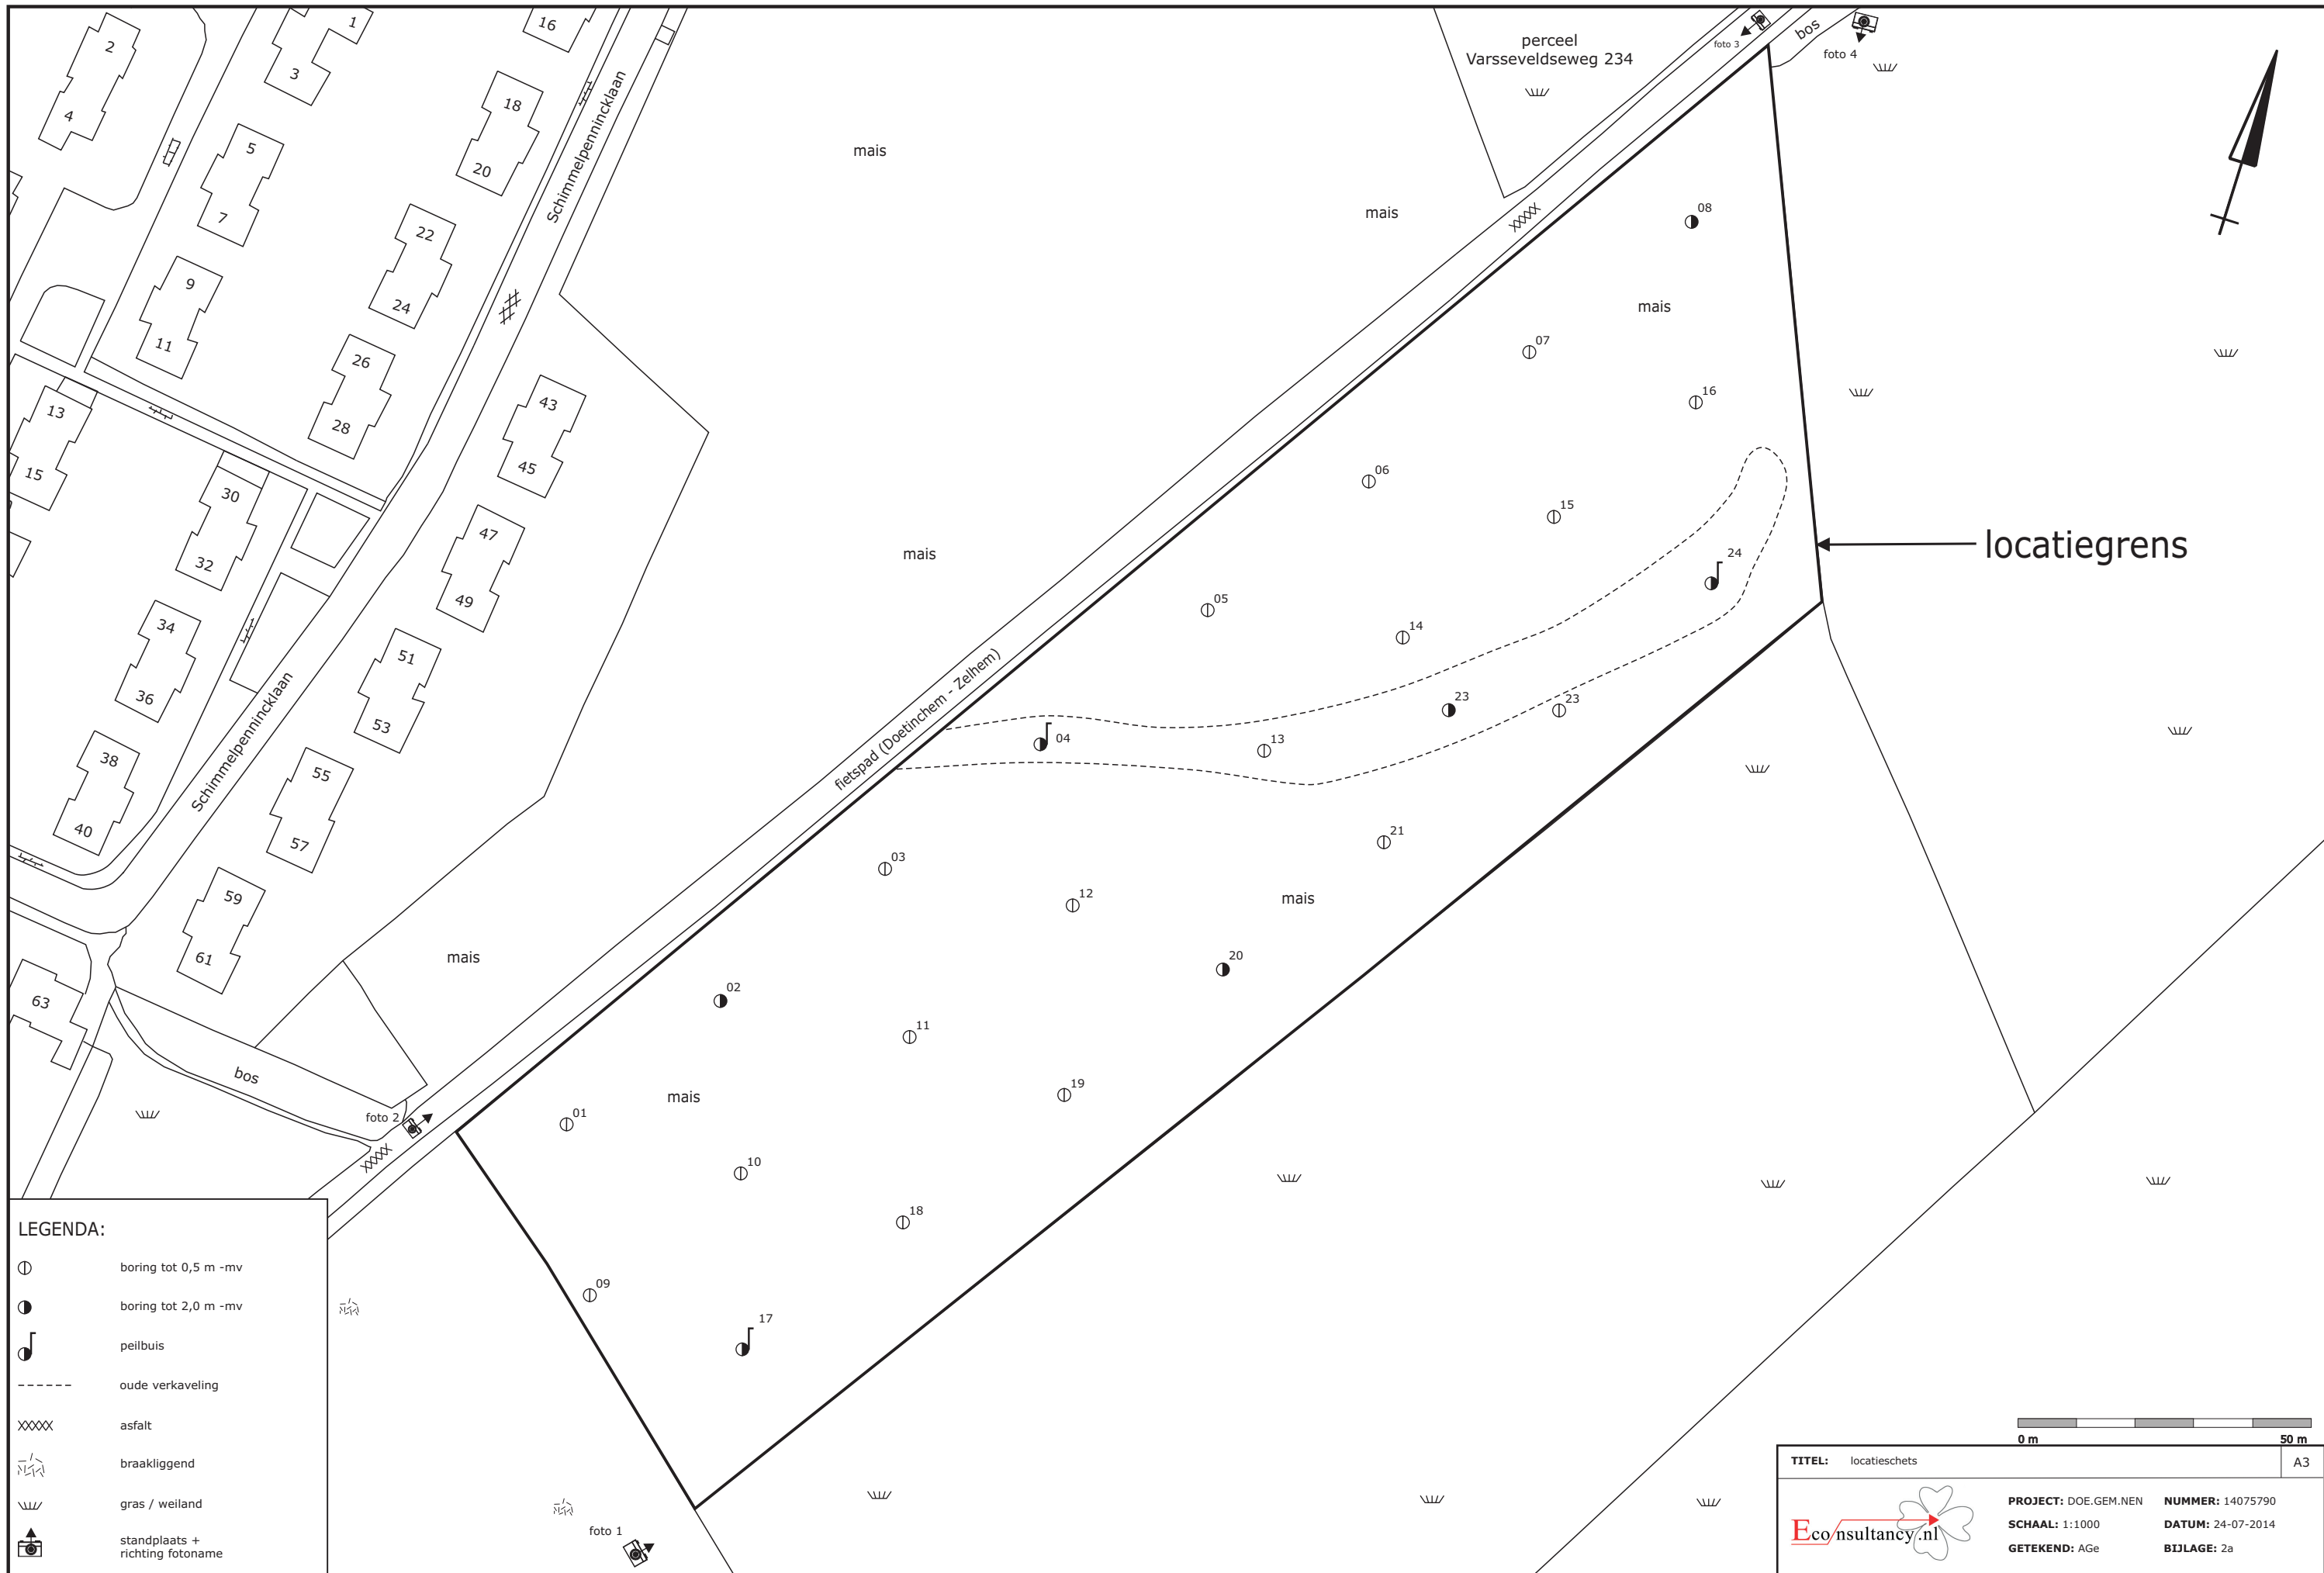 perceel
Varsseveldseweg 234
foto 3
bos
foto 4
1
2
3
4
5
7
9
11
13
15
16
18
20
22
24
26
28
30
32
34
36
38
40
43
45
47
49
51
53
55
57
59
61
63
Schimmelpennincklaan
Schimmelpennincklaan
mais
mais
mais
mais
mais
mais
mais
fietspad (Doetinchem - Zelhem)
locatiegrens
08
07
16
06
15
05
14
24
23
23
04
13
21
03
12
20
02
11
19
01
10
18
09
17
bos
foto 2
foto 1
LEGENDA:
boring tot 0,5 m -mv
boring tot 2,0 m -mv
peilbuis
oude verkaveling
asfalt
braakliggend
gras / weiland
standplaats +
richting fotoname
0 m 50 m
TITEL: locatieschets A3
Econsultancy.nl
PROJECT: DOE.GEM.NEN NUMMER: 14075790
SCHAAL: 1:1000 DATUM: 24-07-2014
GETEKEND: AGe BIJLAGE: 2a